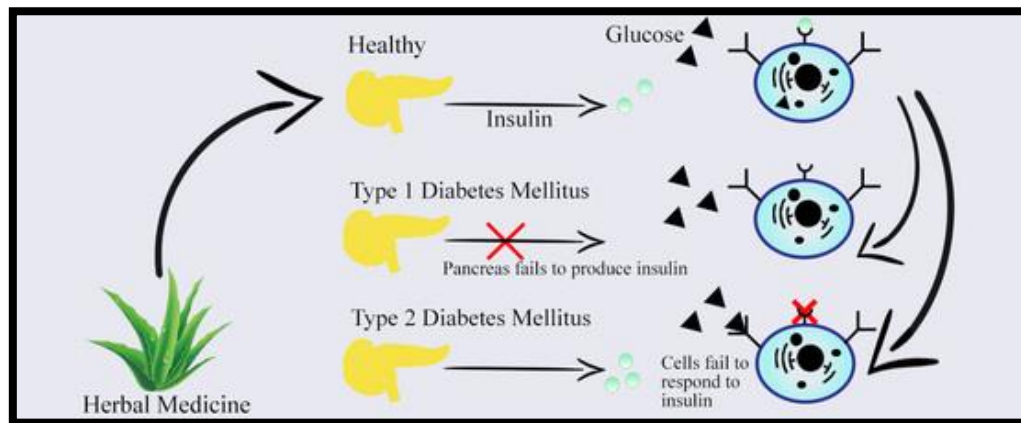 Healthy
Glucose
Insulin
Type 1 Diabetes Mellitus
Pancreas fails to produce insulin
Type 2 Diabetes Mellitus
Cells fail to
respond to
insulin
Herbal Medicine